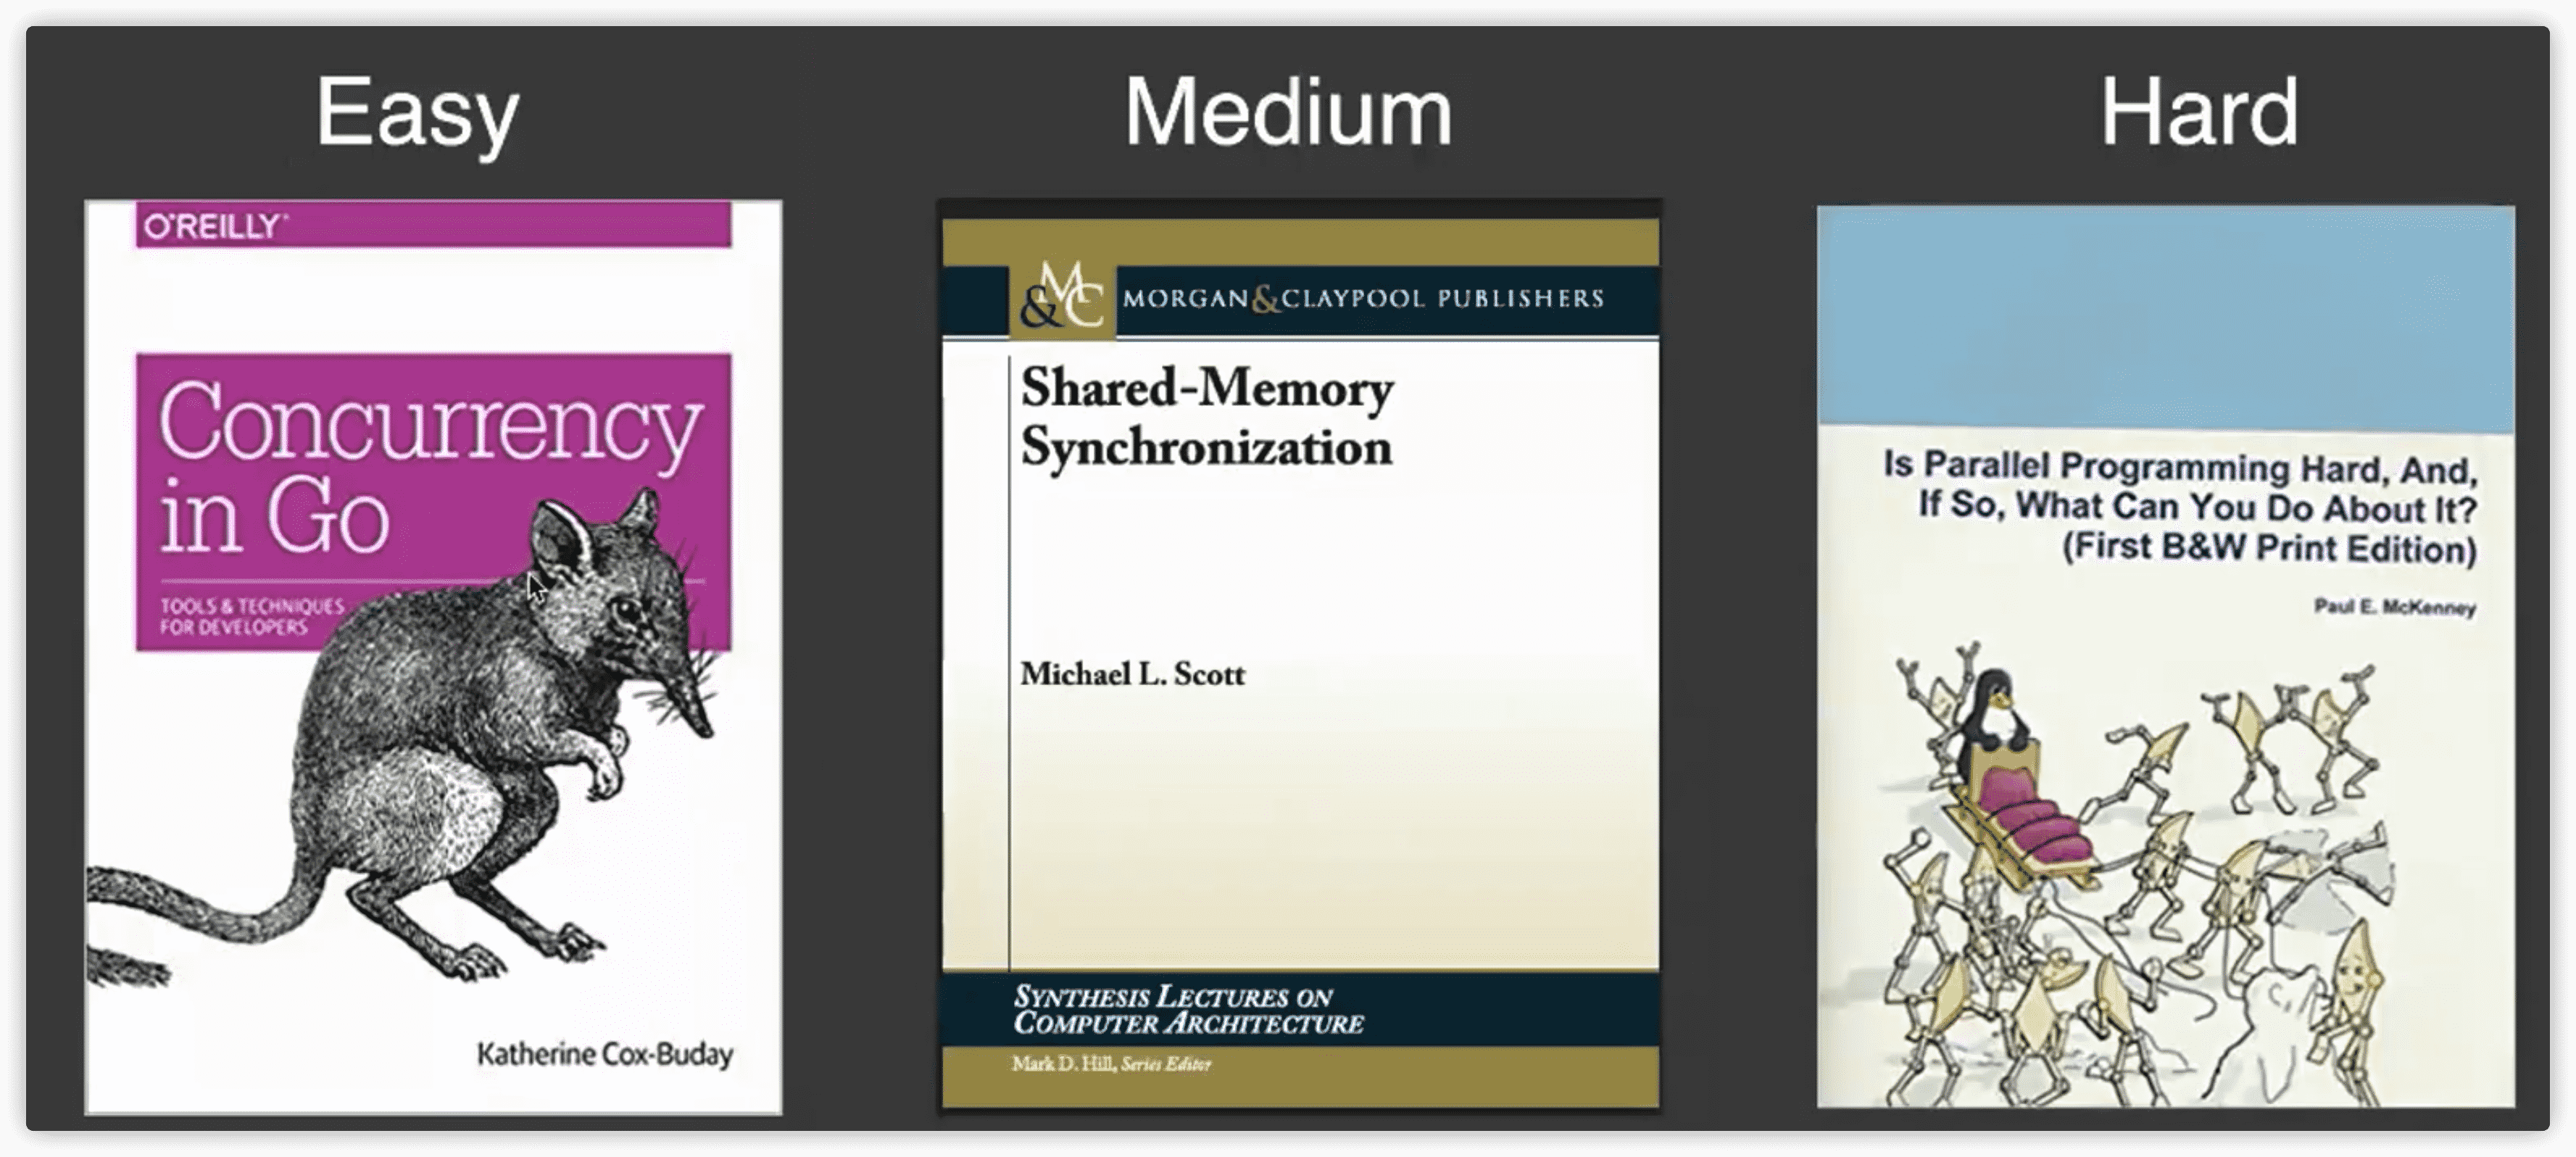 Easy
Medium
Hard
O'REILLY®
Concurrency
in Go
TOOLS & TECHNIQUES
FOR DEVELOPERS
Katherine Cox-Buday
M&C
MORGAN&CLAYPOOL PUBLISHERS
Shared-Memory
Synchronization
Michael L. Scott
SYNTHESIS LECTURES ON
COMPUTER ARCHITECTURE
Mark D. Hill, Series Editor
Is Parallel Programming Hard, And,
If So, What Can You Do About It?
(First B&W Print Edition)
Paul E. McKenney